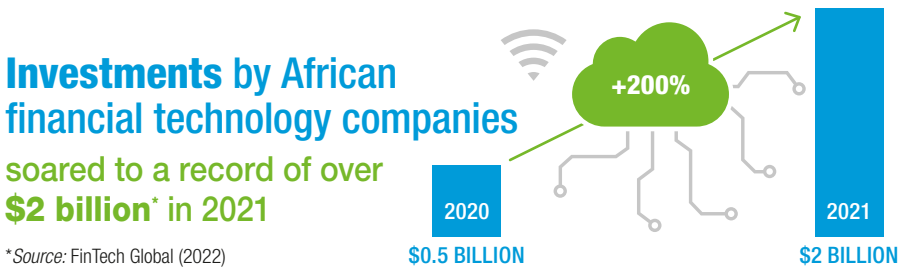 Investments by African
financial technology companies
soared to a record of over
$2 billion* in 2021
*Source: FinTech Global (2022)
+200%
2020
$0.5 BILLION
2021
$2 BILLION